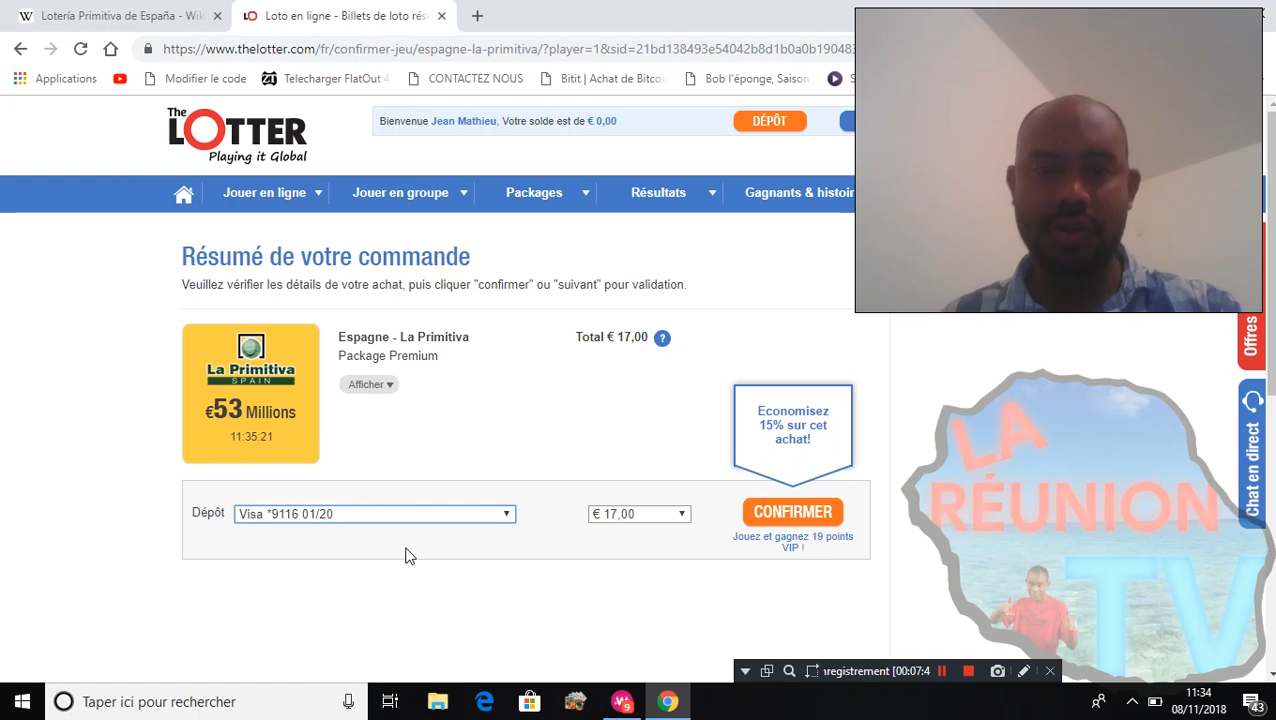 Lotería Primitiva de España - Wik
Loto en ligne - Billets de loto rés
https://www.thelotter.com/fr/confirmer-jeu/espagne-la-primitiva/?player=1&sid=21bd138493e54042b8d1b0a0b190483
Applications
Modifier le code
Telecharger FlatOut 4
CONTACTEZ NOUS
Bitit | Achat de Bitcoi
Bob l'éponge, Saison
The
LOTTER
Playing it Global
Bienvenue Jean Mathieu, Votre solde est de € 0,00
DÉPÔT
Jouer en ligne
Jouer en groupe
Packages
Résultats
Gagnants & histoir
Résumé de votre commande
Veuillez vérifier les détails de votre achat, puis cliquer "confirmer" ou "suivant" pour validation.
La Primitiva
SPAIN
€53 Millions
11:35:21
Espagne - La Primitiva
Package Premium
Afficher
Total € 17,00 ?
Economisez
15% sur cet
achat!
Dépôt
Visa *9116 01/20
€ 17,00
CONFIRMER
Jouez et gagnez 19 points
VIP !
Offres
Chat en direct
LA
RÉUNION
TV
nregistrement [00:07:4
Taper ici pour rechercher
11:34
08/11/2018
43